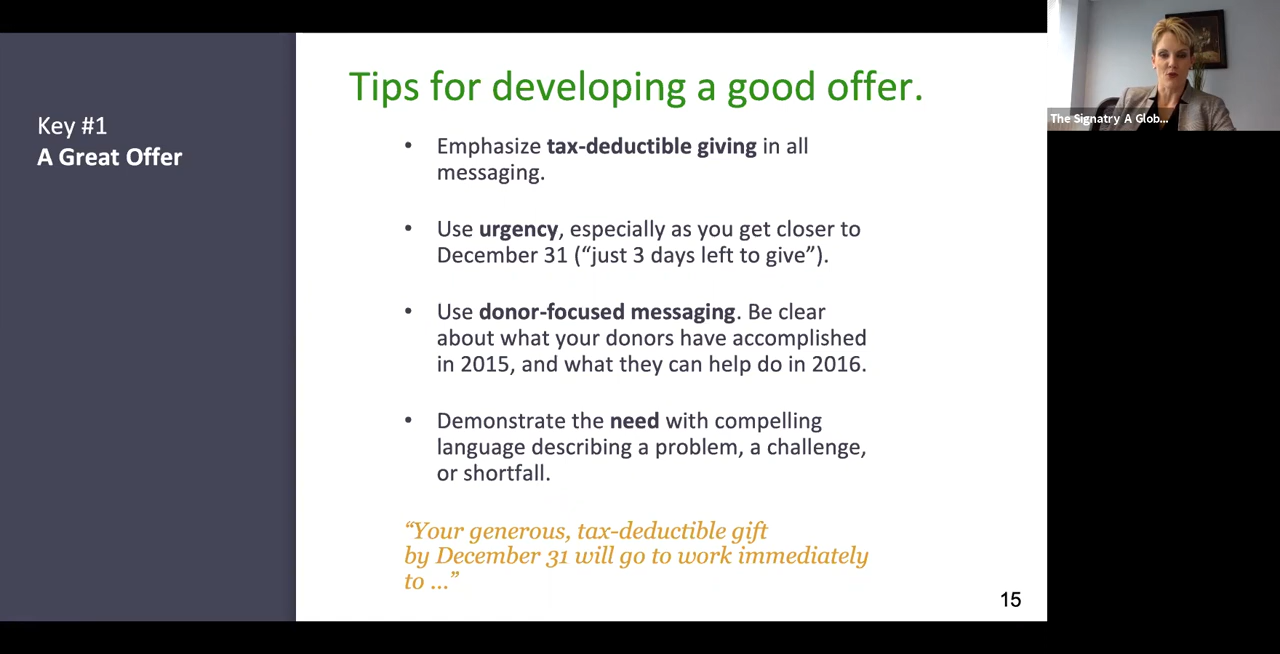 Key #1
A Great Offer
Tips for developing a good offer.
• Emphasize tax-deductible giving in all
messaging.
• Use urgency, especially as you get closer to
December 31 (“just 3 days left to give”).
• Use donor-focused messaging. Be clear
about what your donors have accomplished
in 2015, and what they can help do in 2016.
• Demonstrate the need with compelling
language describing a problem, a challenge,
or shortfall.
“Your generous, tax-deductible gift
by December 31 will go to work immediately
to ...”
15
The Signatry A Glob...